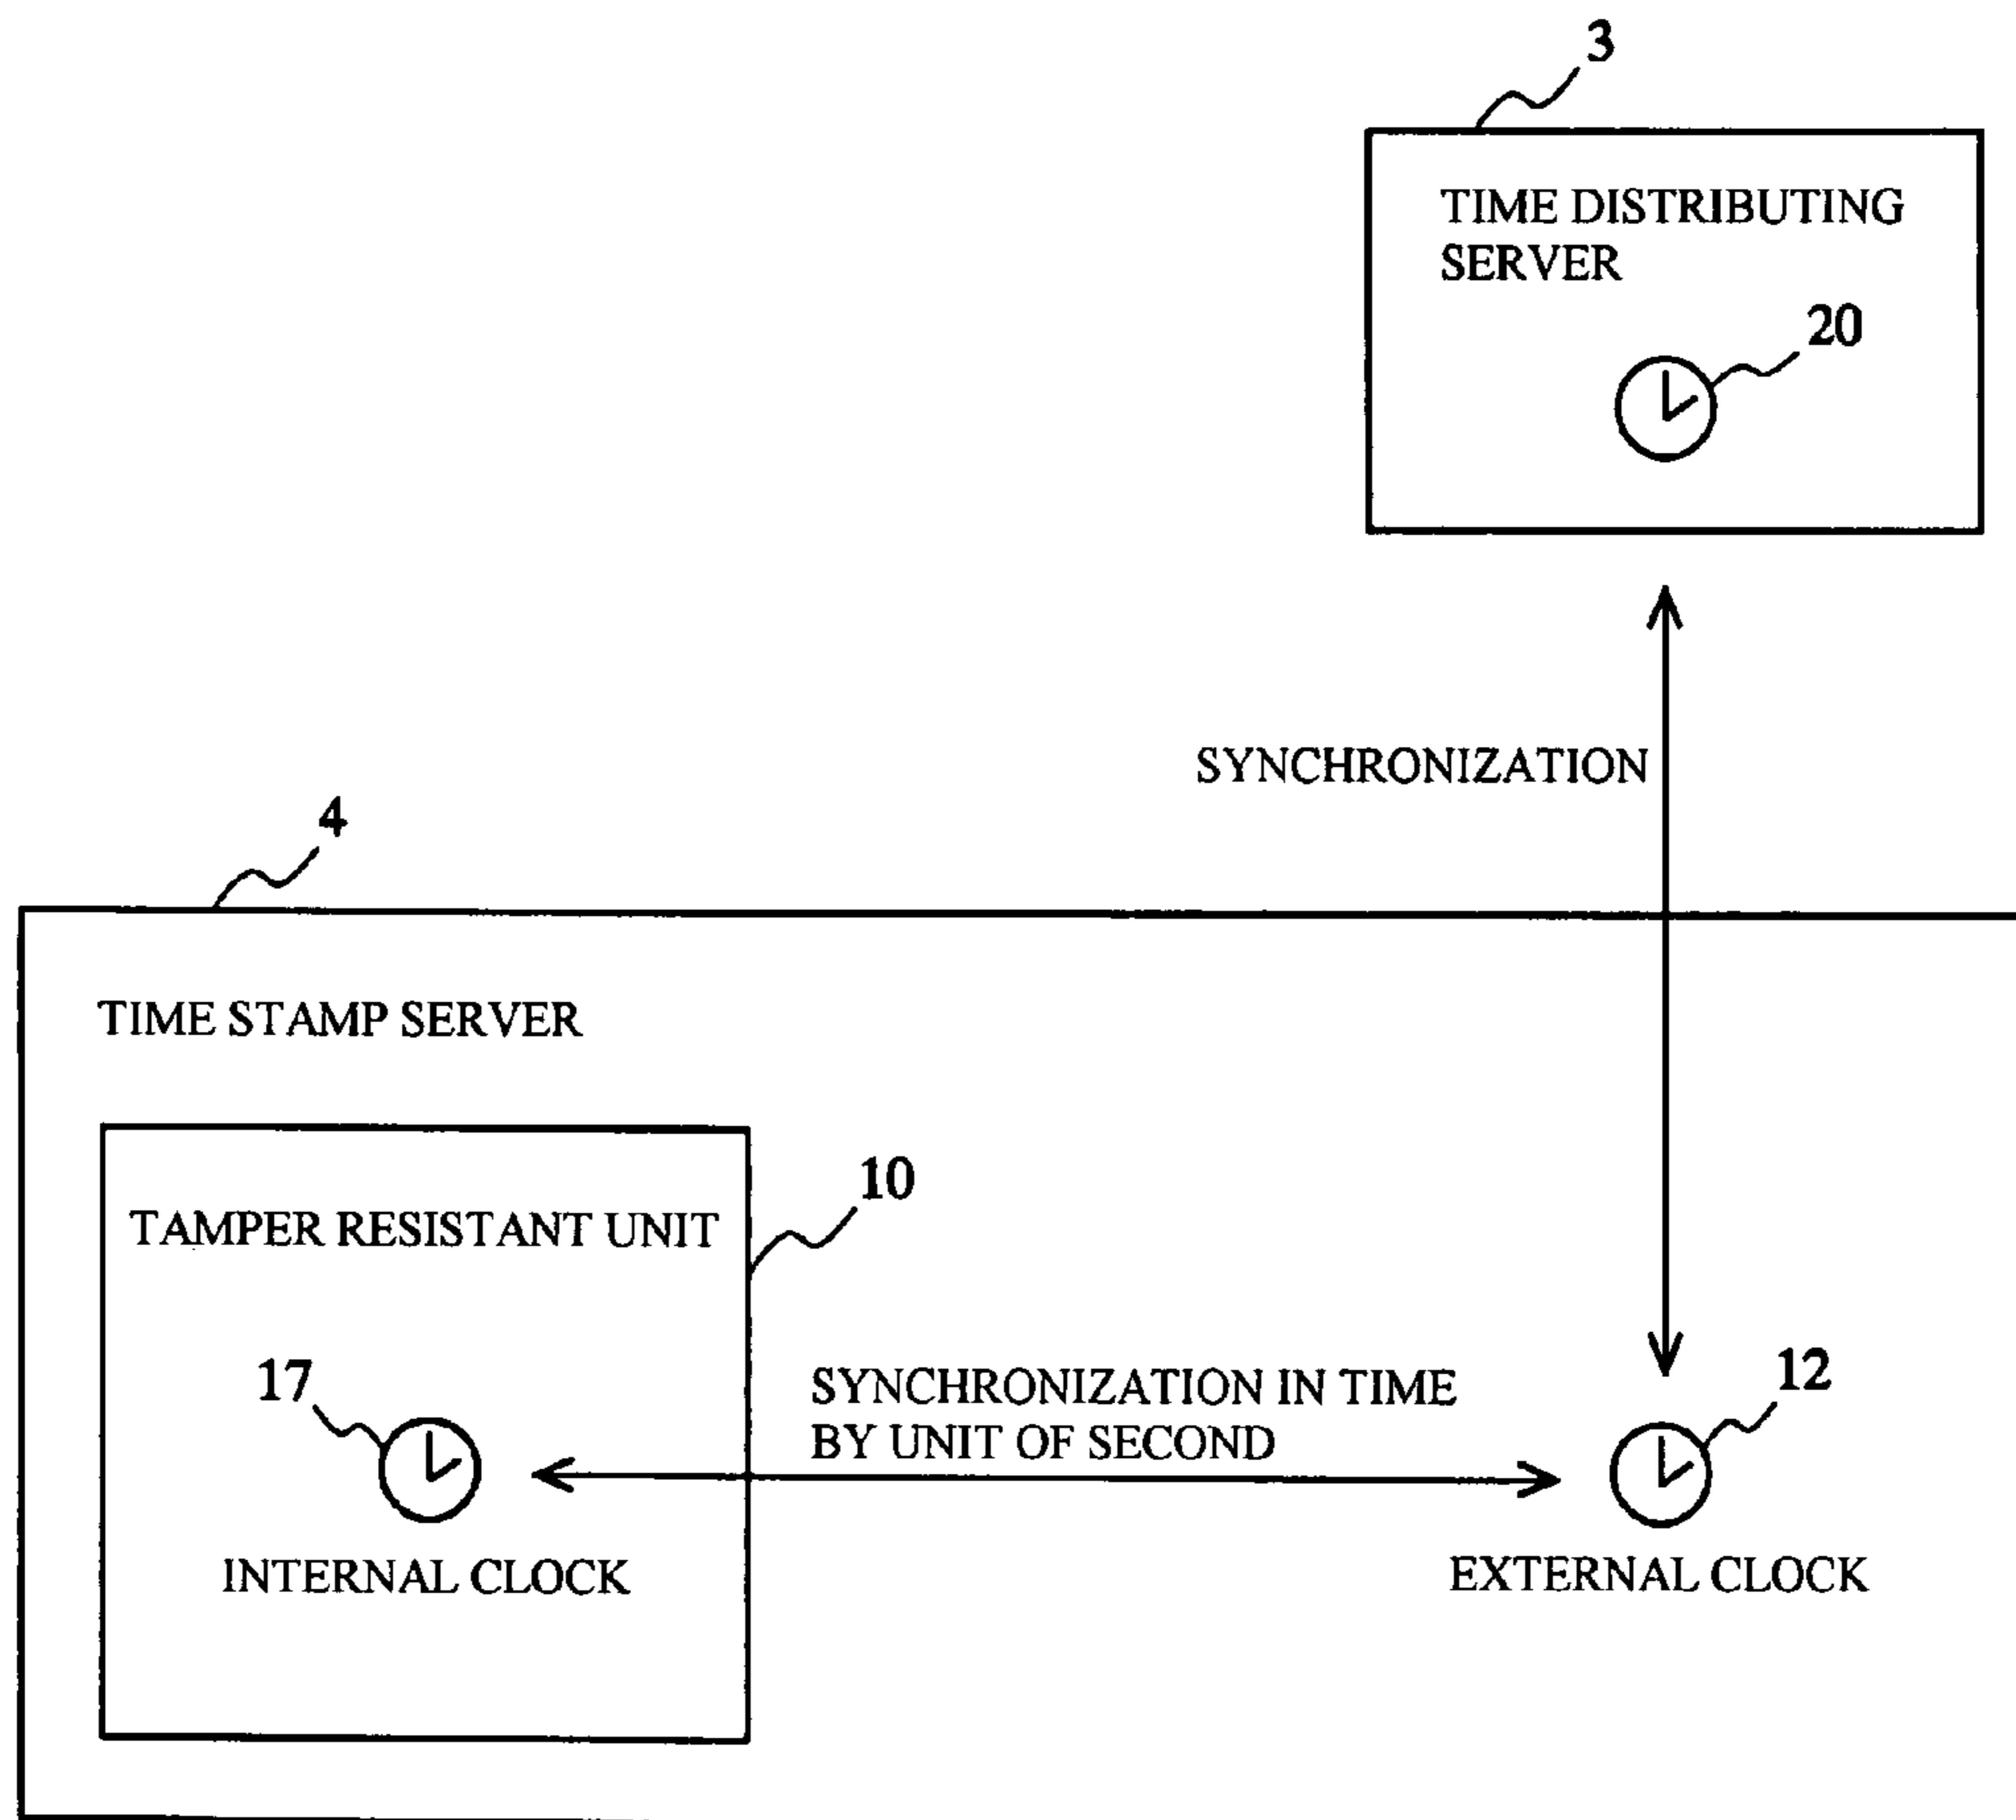 3
TIME DISTRIBUTING
SERVER
20
SYNCHRONIZATION
4
TIME STAMP SERVER
10
TAMPER RESISTANT UNIT
17
SYNCHRONIZATION IN TIME
BY UNIT OF SECOND
12
INTERNAL CLOCK
EXTERNAL CLOCK